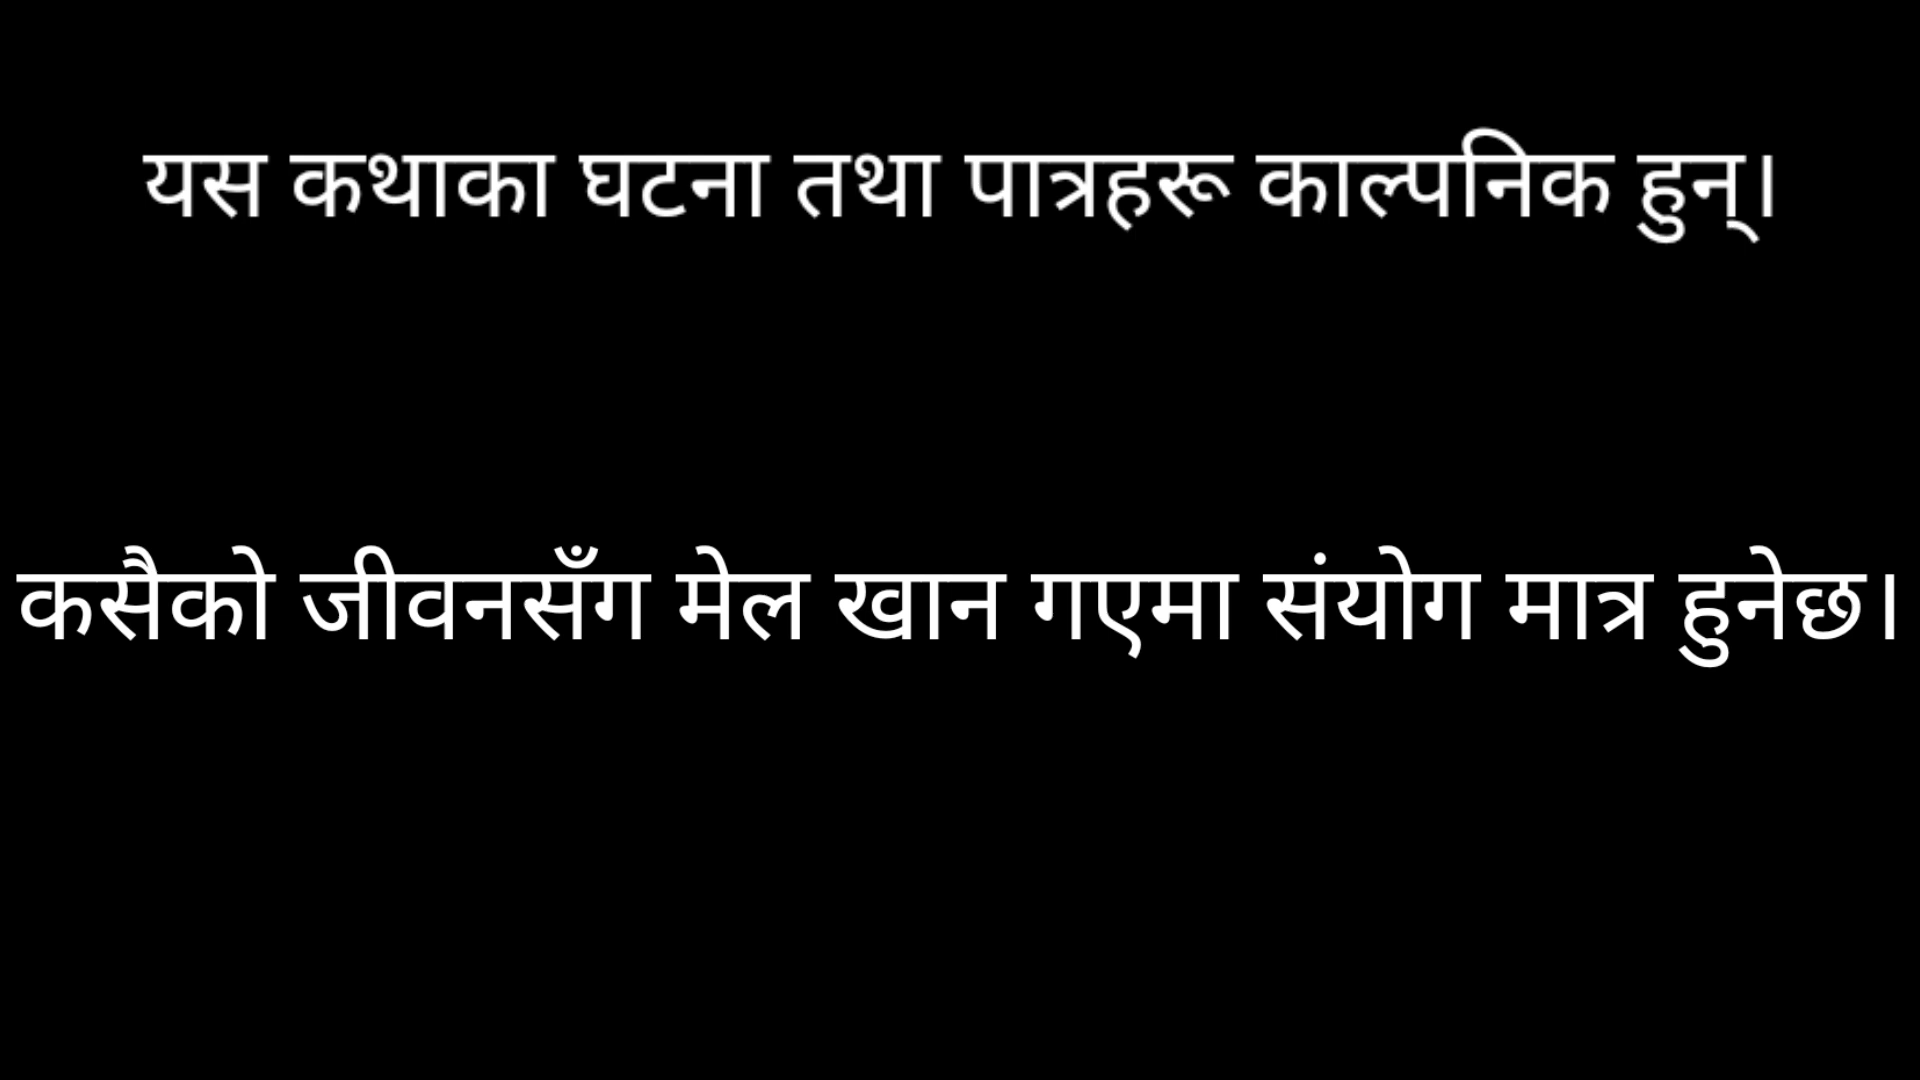 यस कथाका घटना तथा पात्रहरू काल्पनिक हुन्।
कसैको जीवनसँग मेल खान गएमा संयोग मात्र हुनेछ।